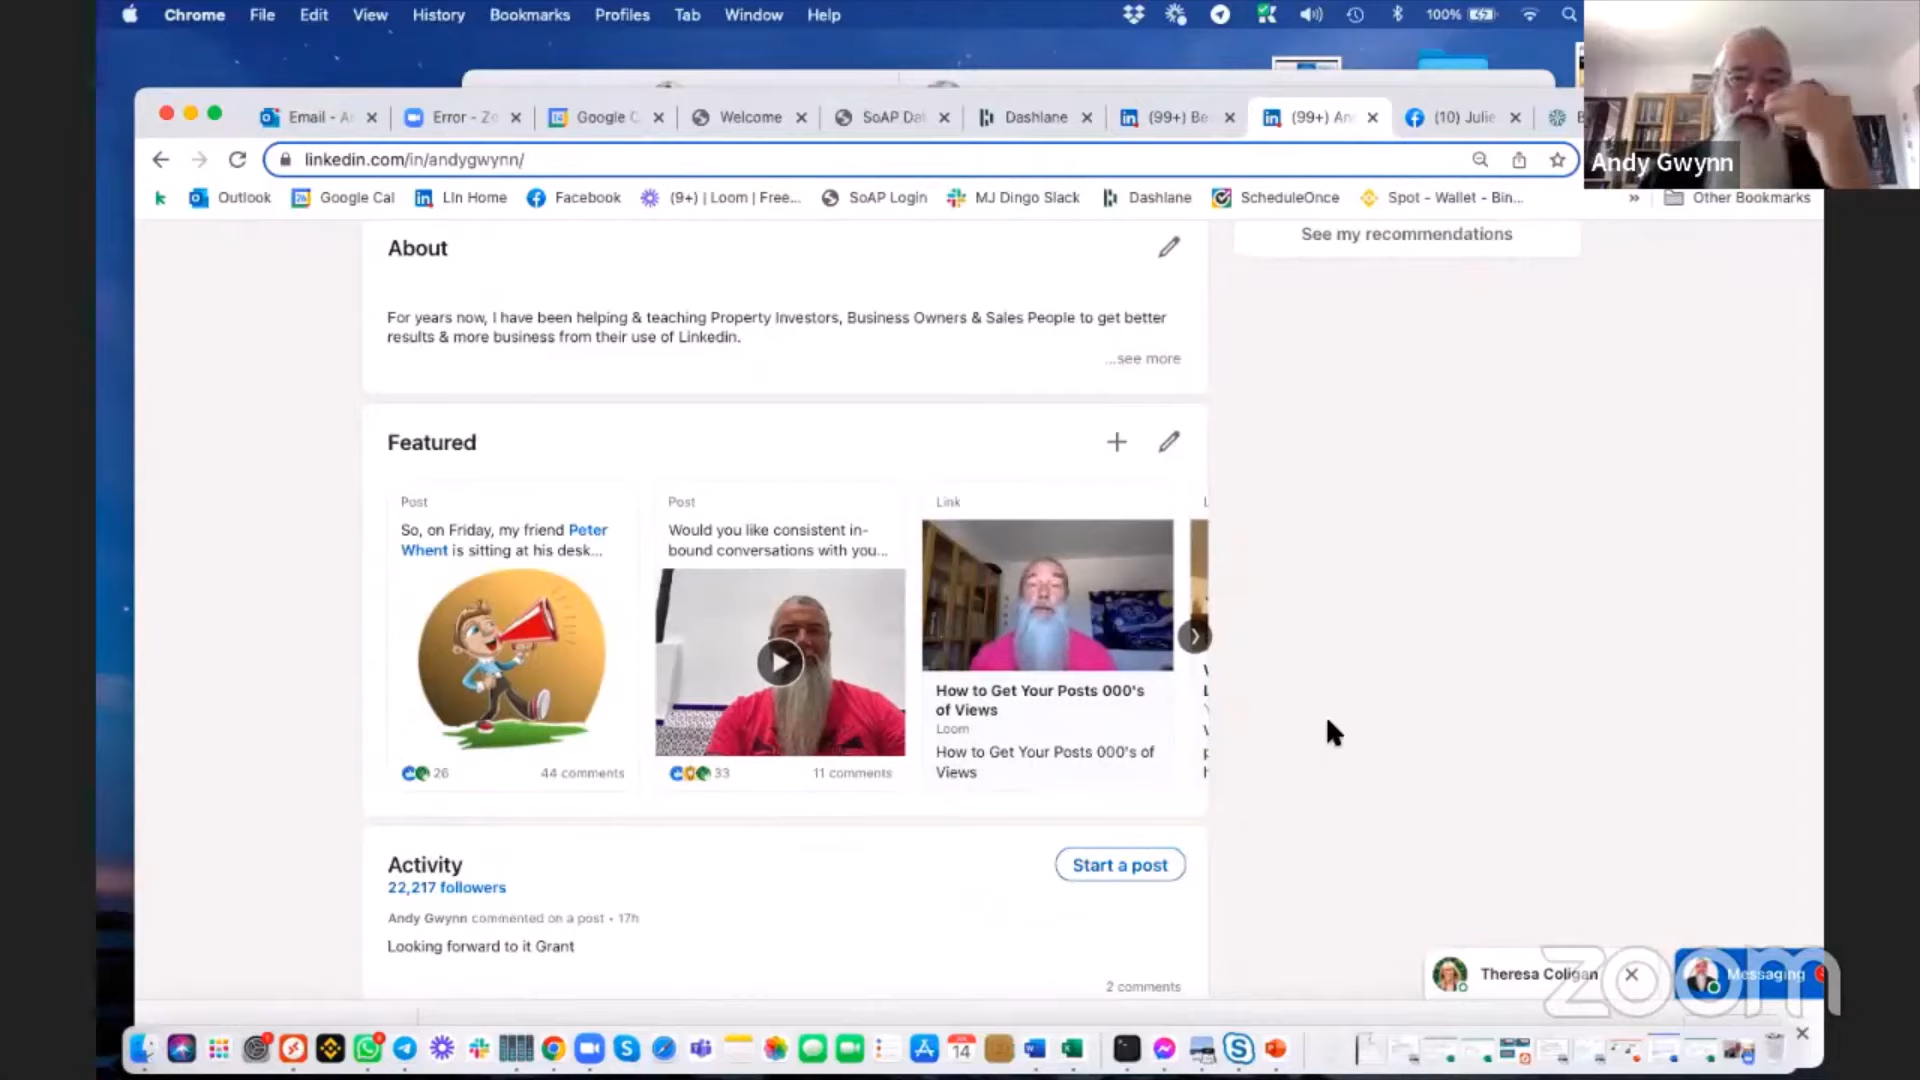 Chrome File Edit View History Bookmarks Profiles Tab Window Help
100%
Andy Gwynn
Email - A
Error - Zo
Google C
Welcome
SoAP Da
Dashlane
(99+) Be
(99+) An
(10) Julie
linkedin.com/in/andygwynn/
Outlook
Google Cal
LIn Home
Facebook
(9+) | Loom | Free...
SoAP Login
MJ Dingo Slack
Dashlane
ScheduleOnce
Spot - Wallet - Bin...
»
Other Bookmarks
See my recommendations
About
For years now, I have been helping & teaching Property Investors, Business Owners & Sales People to get better
results & more business from their use of Linkedin.
...see more
Featured
Post
So, on Friday, my friend Peter
Whent is sitting at his desk...
26
44 comments
Post
Would you like consistent in-
bound conversations with you...
33
11 comments
Link
How to Get Your Posts 000's
of Views
Loom
How to Get Your Posts 000's of
Views
Activity
Start a post
22,217 followers
Andy Gwynn commented on a post • 17h
Looking forward to it Grant
2 comments
Theresa Coligan
Messaging
zoom
14